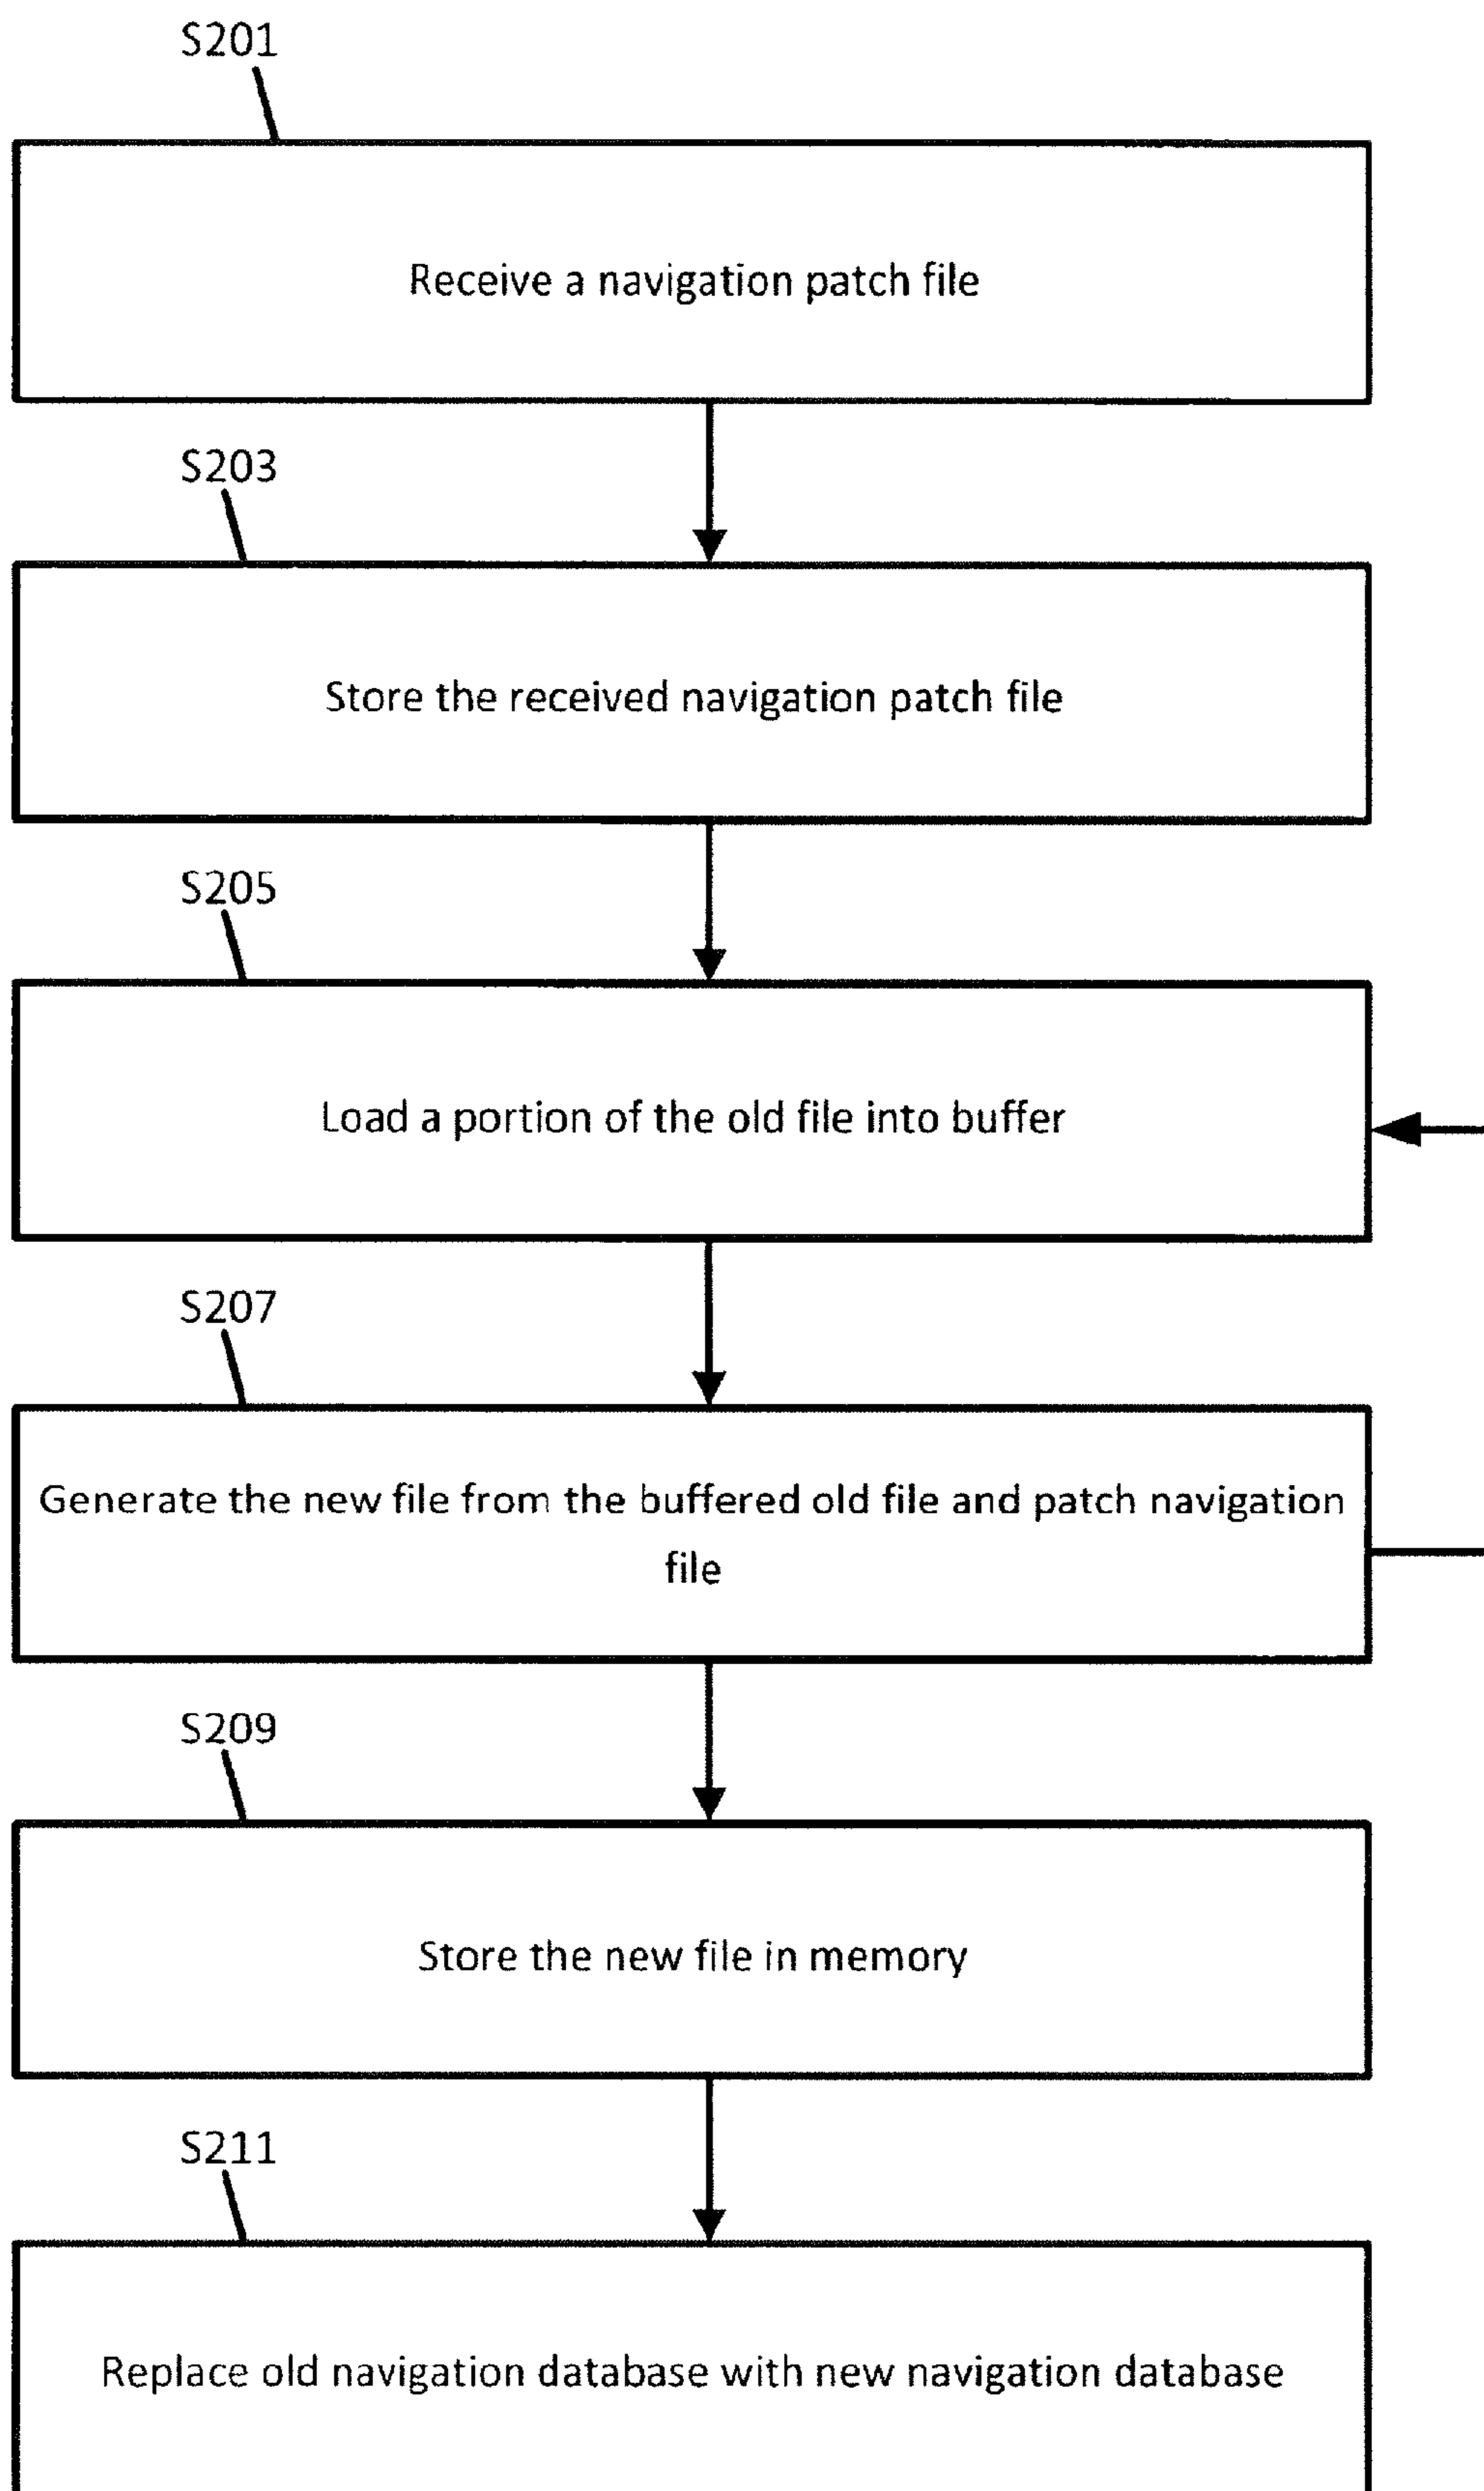 S201
Receive a navigation patch file
S203
Store the received navigation patch file
S205
Load a portion of the old file into buffer
S207
Generate the new file from the buffered old file and patch navigation
file
S209
Store the new file in memory
S211
Replace old navigation database with new navigation database